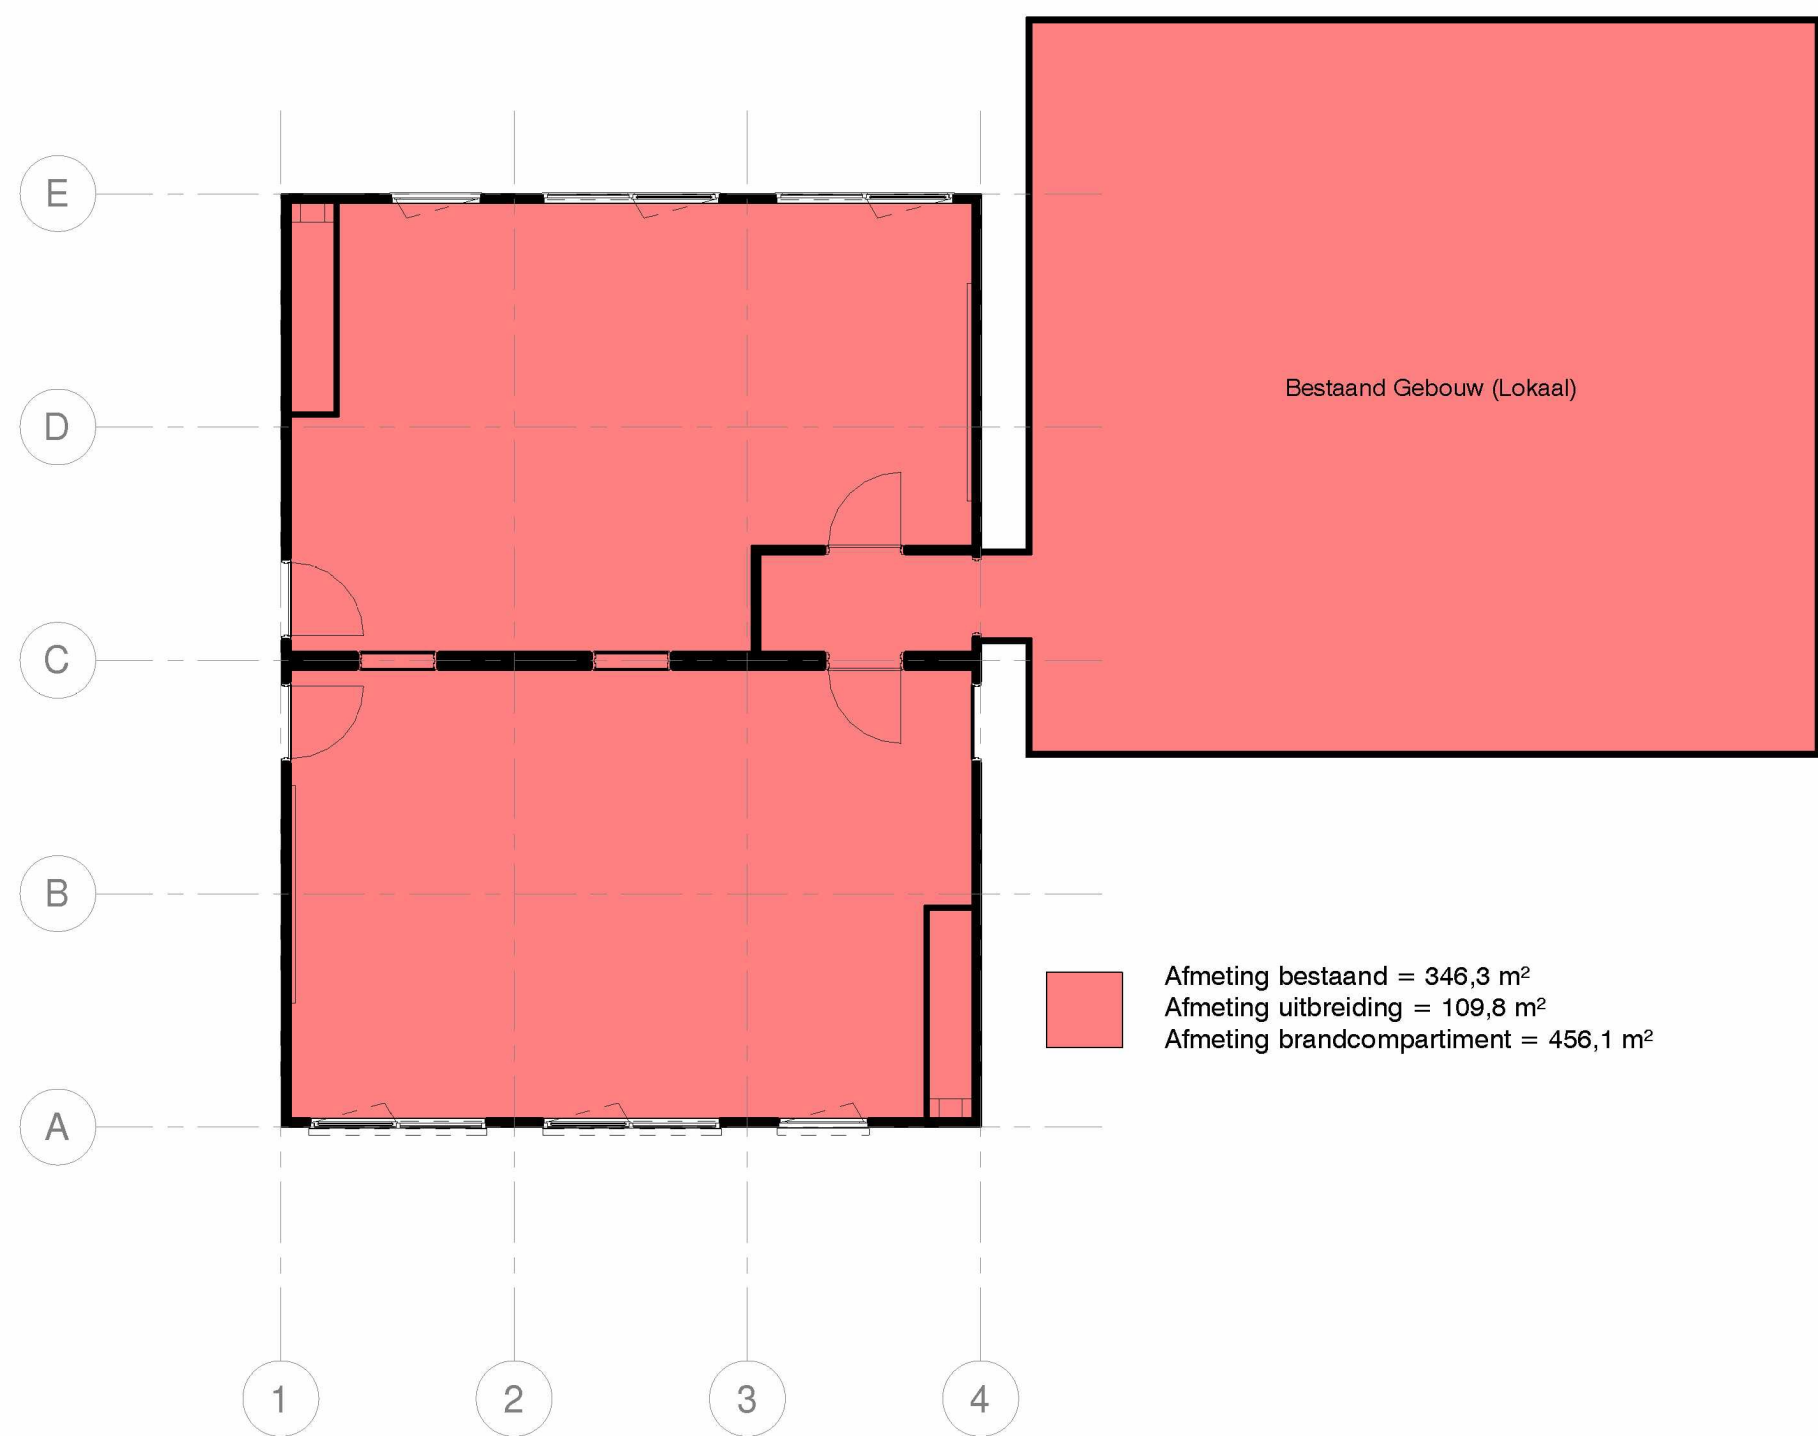 E
D
Bestaand Gebouw (Lokaal)
C
B
A
Afmeting bestaand = 346,3 m²
Afmeting uitbreiding = 109,8 m²
Afmeting brandcompartiment = 456,1 m²
1 2 3 4